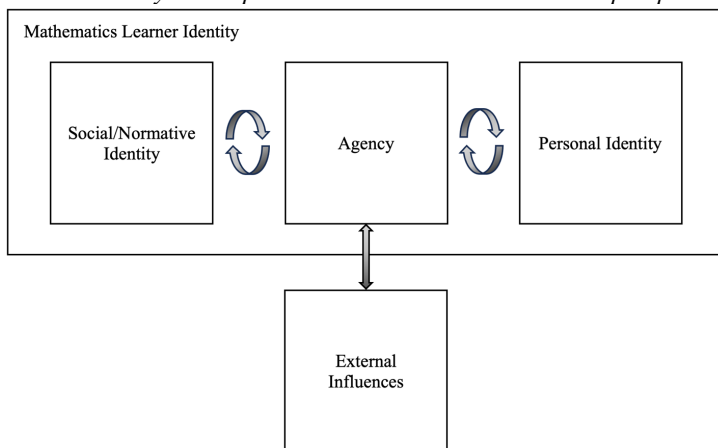 Mathematics Learner Identity
Social/Normative
Identity
Agency
Personal Identity
External
Influences